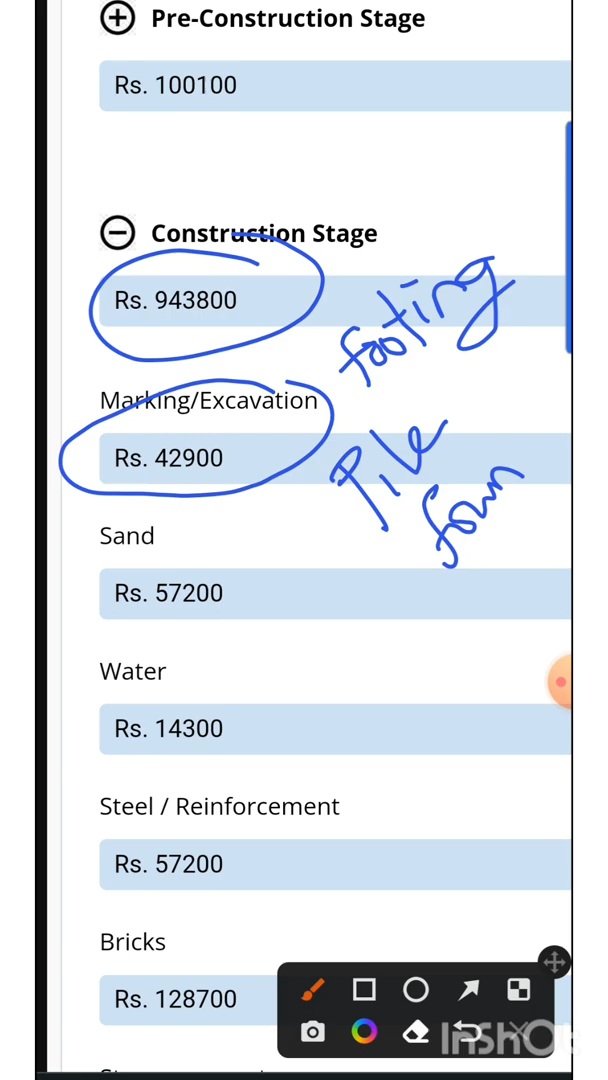 Pre-Construction Stage
Rs. 100100
Construction Stage
Rs. 943800
footing
Marking/Excavation
Rs. 42900
Pile
foun
Sand
Rs. 57200
Water
Rs. 14300
Steel / Reinforcement
Rs. 57200
Bricks
Rs. 128700
InShOt